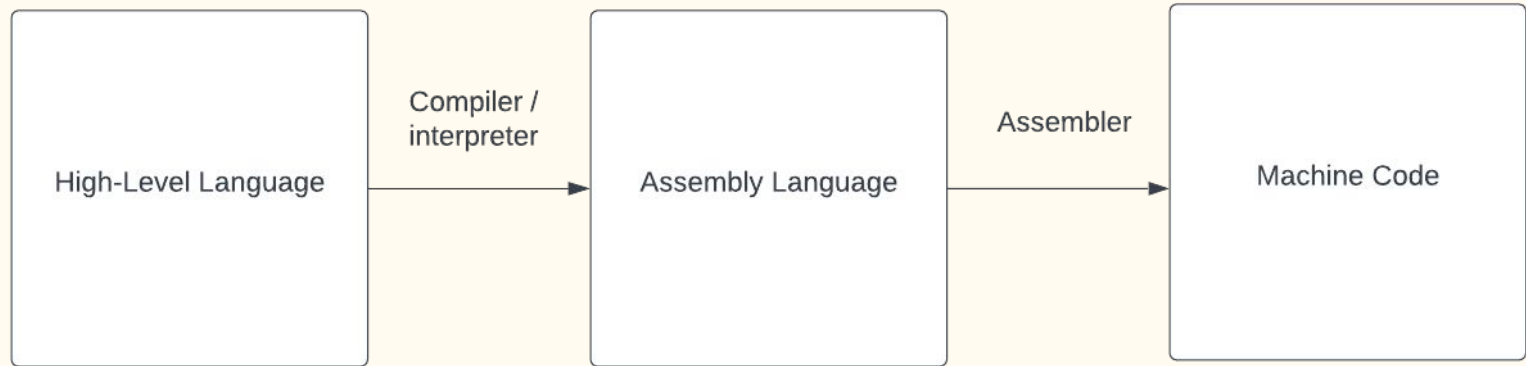 High-Level Language
Compiler /
interpreter
Assembly Language
Assembler
Machine Code